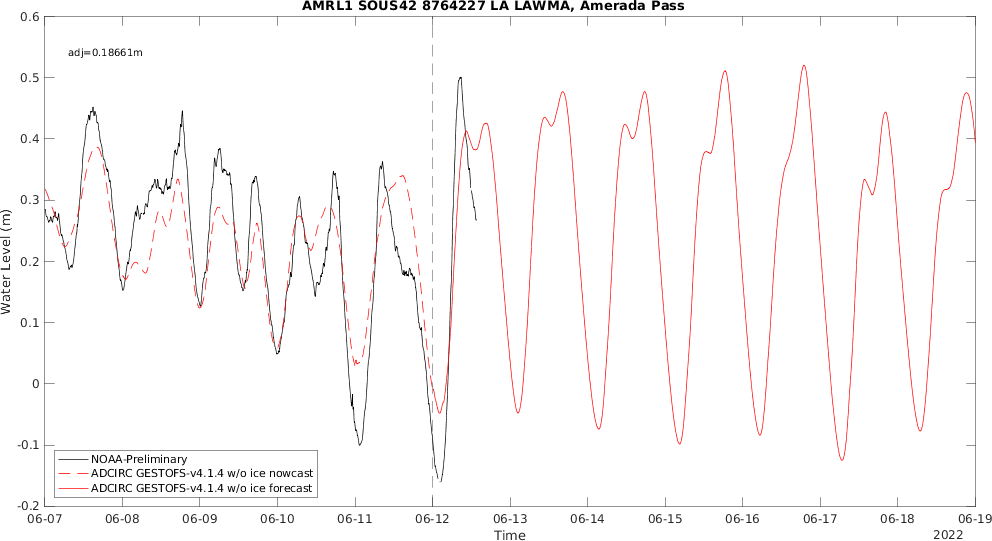 AMRL1 SOUS42 8764227 LA LAWMA, Amerada Pass
0.6
0.5
0.4
0.3
0.2
0.1
0
-0.1
-0.2
Water Level (m)
adj=0.18661m
NOAA-Preliminary
ADCIRC GESTOFS-v4.1.4 w/o ice nowcast
ADCIRC GESTOFS-v4.1.4 w/o ice forecast
06-07 06-08 06-09 06-10 06-11 06-12 06-13 06-14 06-15 06-16 06-17 06-18 06-19
Time
2022